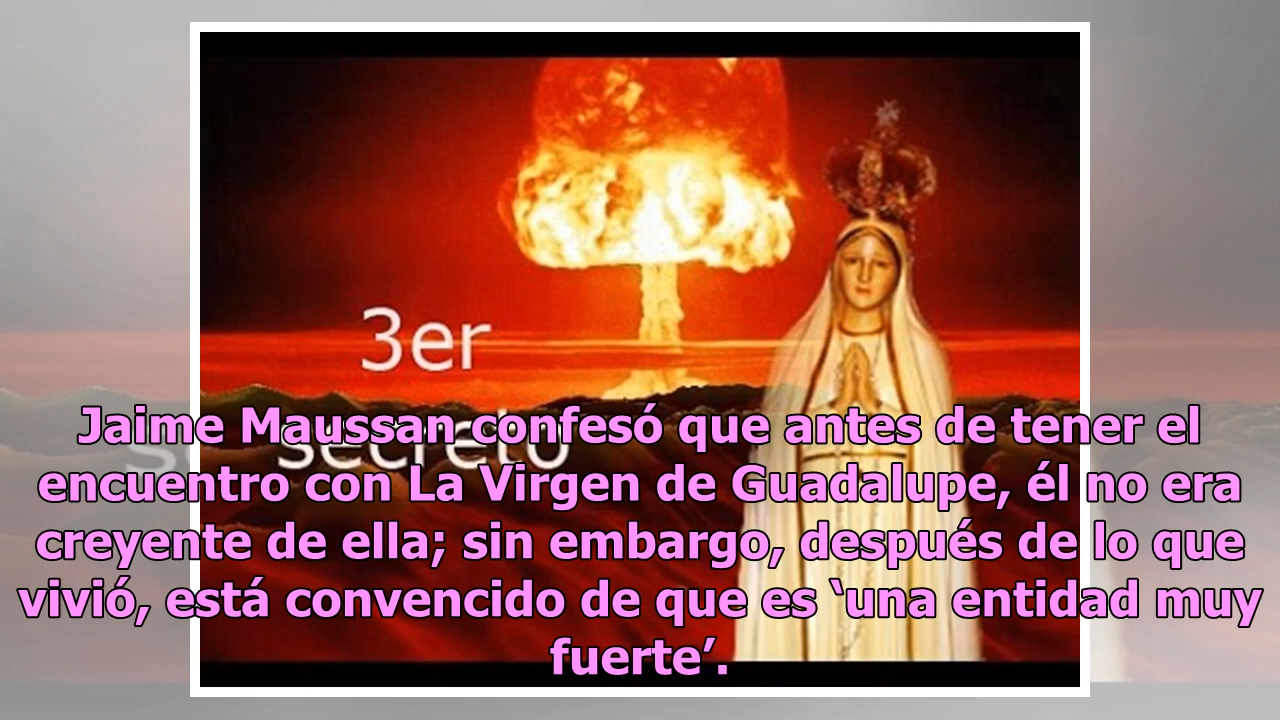 3er
secreto
Jaime Maussan confesó que antes de tener el
encuentro con La Virgen de Guadalupe, él no era
creyente de ella; sin embargo, después de lo que
vivió, está convencido de que es ‘una entidad muy
fuerte’.